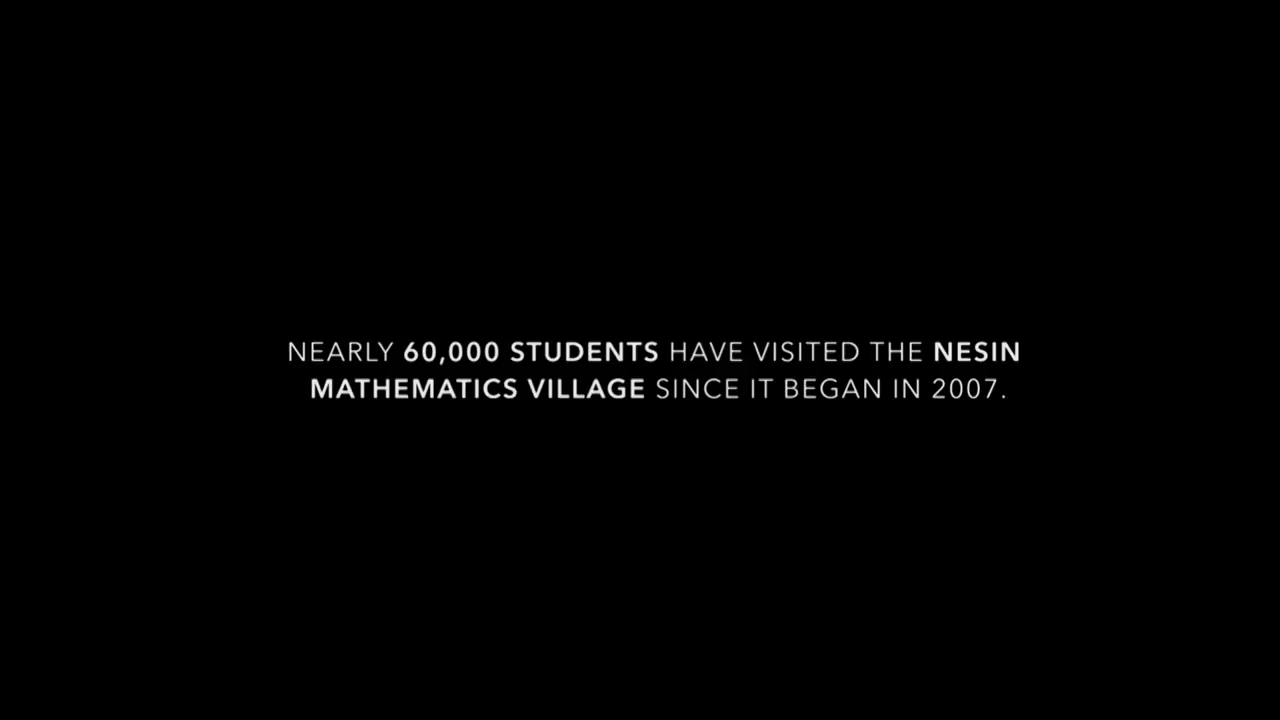 NEARLY 60,000 STUDENTS HAVE VISITED THE NESIN
MATHEMATICS VILLAGE SINCE IT BEGAN IN 2007.